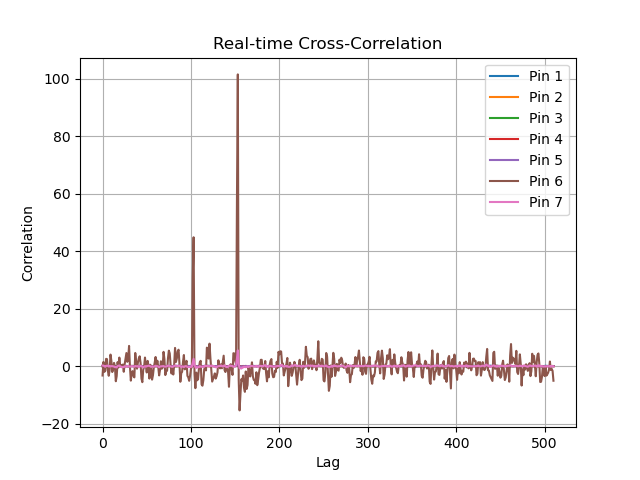 Real-time Cross-Correlation
Correlation
100
80
60
40
20
0
−20
Pin 1
Pin 2
Pin 3
Pin 4
Pin 5
Pin 6
Pin 7
0 100 200 300 400 500
Lag